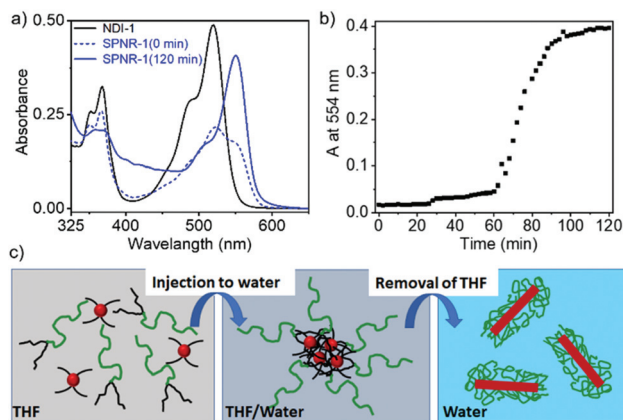 a)
0.50
0.25
0.00
Absorbance
NDI-1
SPNR-1(0 min)
SPNR-1(120 min)
325 400 500 600
Wavelangth (nm)
b)
0.4
0.3
0.2
0.1
0.0
A at 554 nm
0 20 40 60 80 100 120
Time (min)
c)
Injection to water
Removal of THF
THF
THF/Water
Water